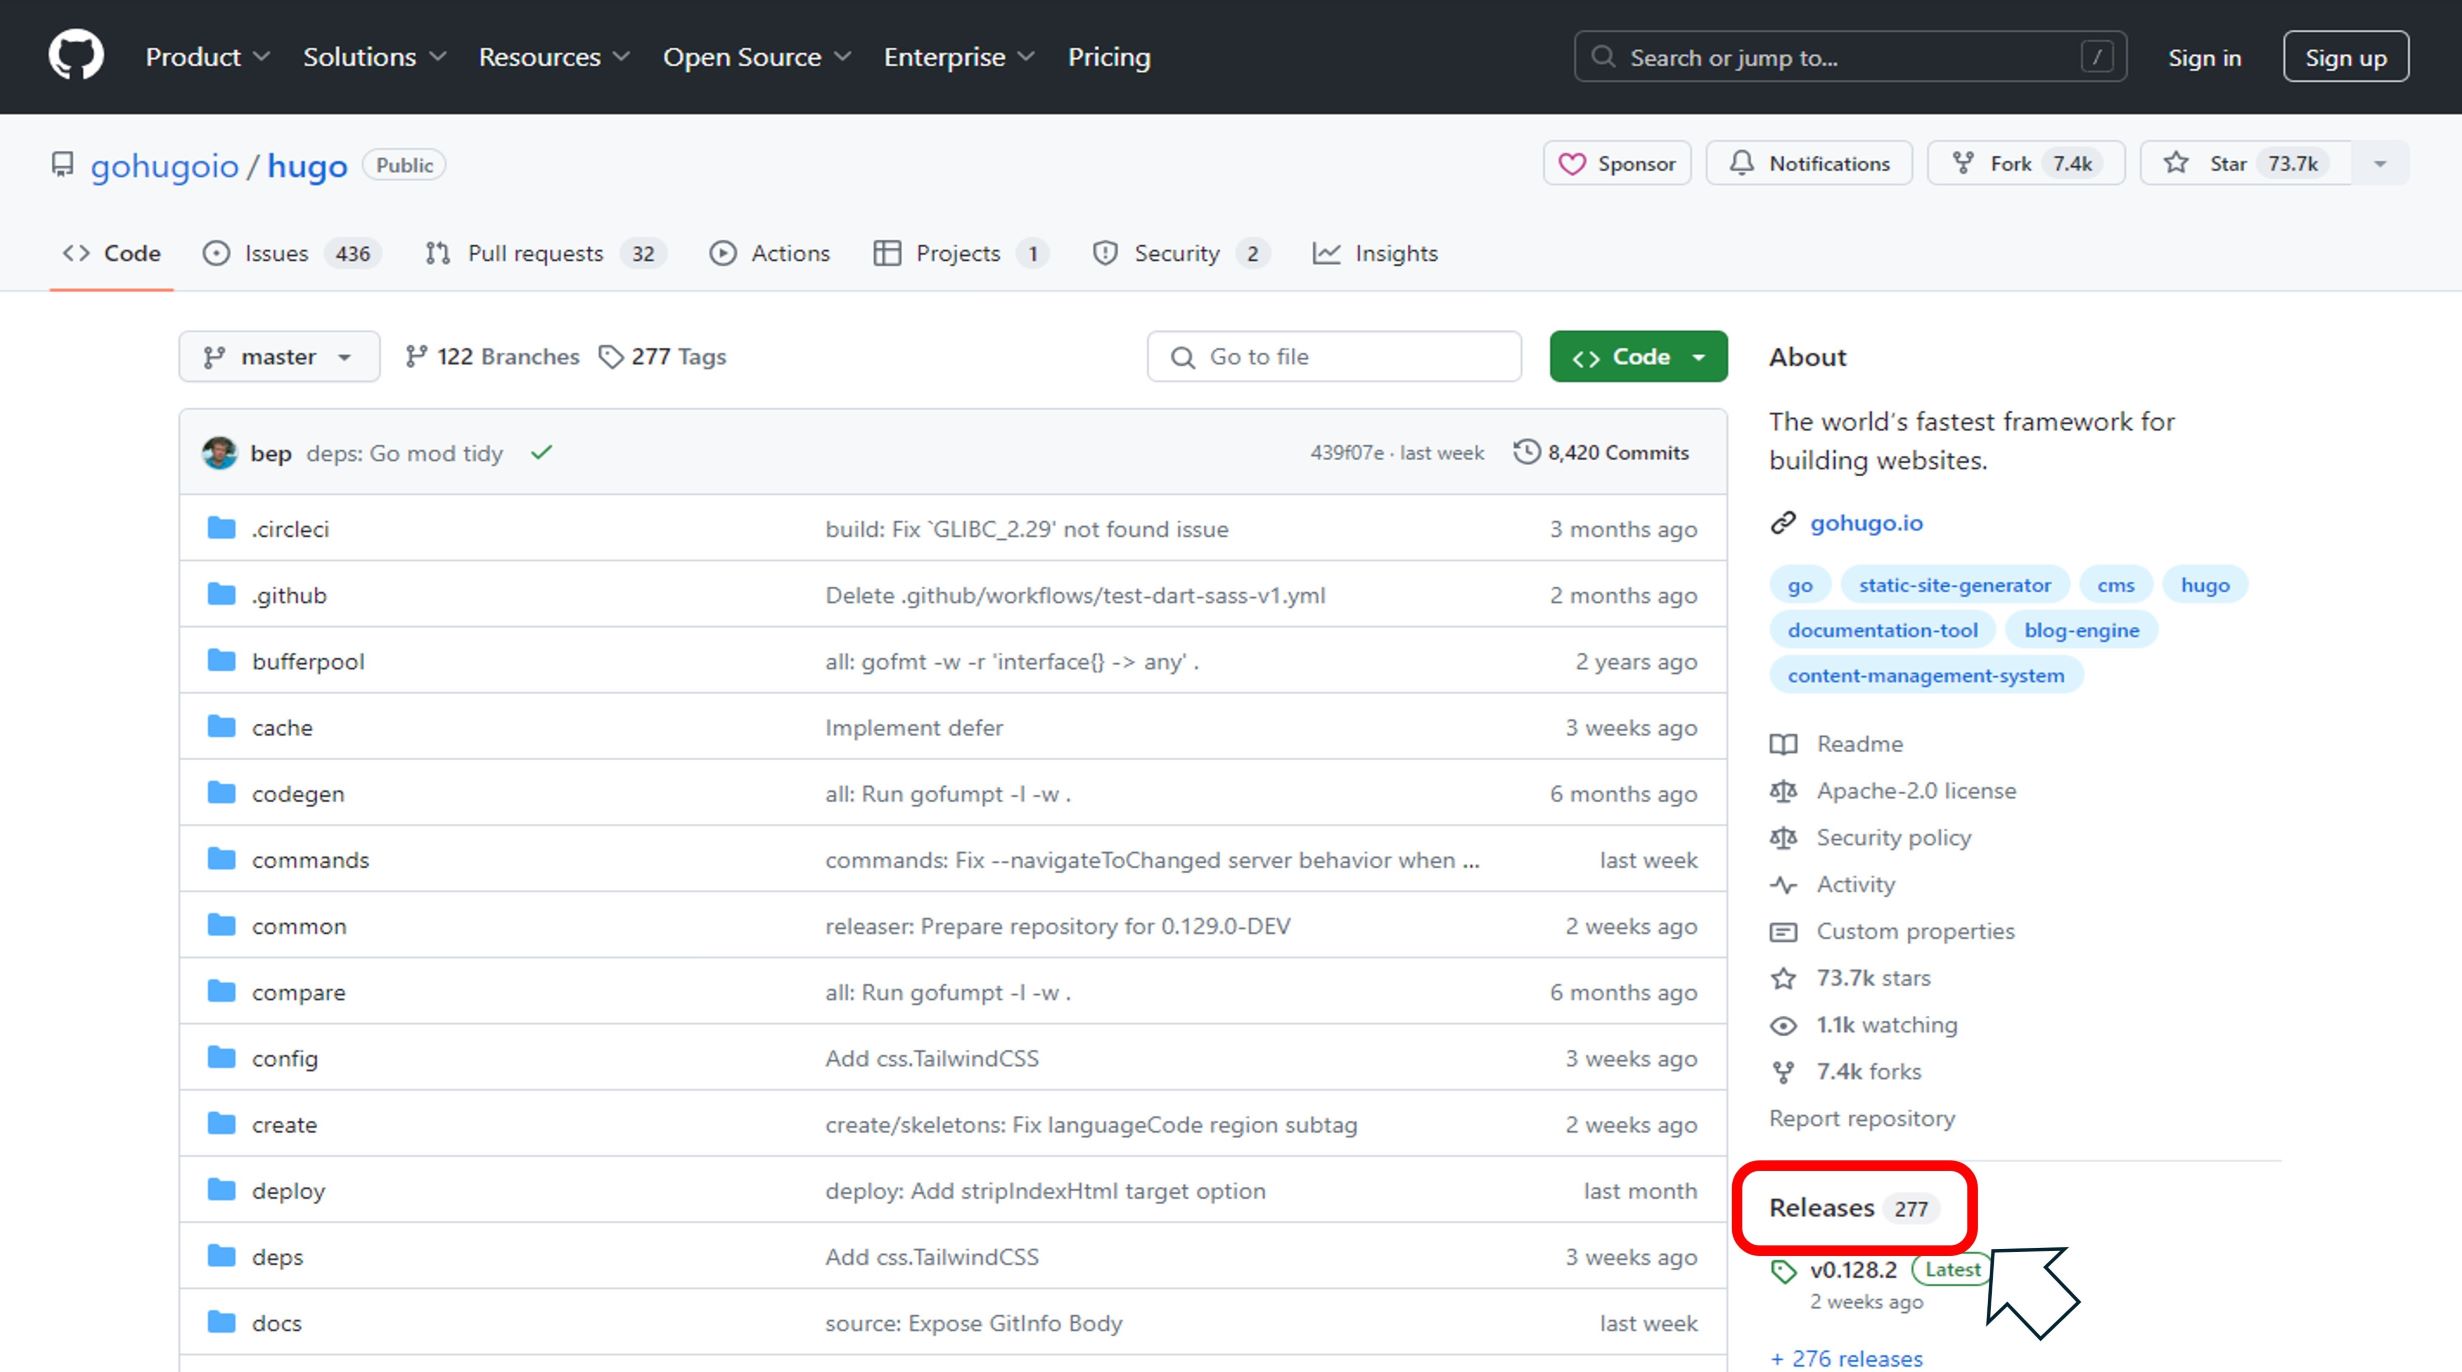 Product Solutions Resources Open Source Enterprise Pricing Search or jump to... / Sign in Sign up
gohugoio / hugo Public Sponsor Notifications Fork 7.4k Star 73.7k
Code Issues 436 Pull requests 32 Actions Projects 1 Security 2 Insights
master 122 Branches 277 Tags Go to file Code
bep deps: Go mod tidy 439f07e · last week 8,420 Commits
.circleci build: Fix `GLIBC_2.29' not found issue 3 months ago
.github Delete .github/workflows/test-dart-sass-v1.yml 2 months ago
bufferpool all: gofmt -w -r 'interface{} -> any' . 2 years ago
cache Implement defer 3 weeks ago
codegen all: Run gofumpt -l -w . 6 months ago
commands commands: Fix --navigateToChanged server behavior when ... last week
common releaser: Prepare repository for 0.129.0-DEV 2 weeks ago
compare all: Run gofumpt -l -w . 6 months ago
config Add css.TailwindCSS 3 weeks ago
create create/skeletons: Fix languageCode region subtag 2 weeks ago
deploy deploy: Add stripIndexHtml target option last month
deps Add css.TailwindCSS 3 weeks ago
docs source: Expose GitInfo Body last week
About
The world's fastest framework for
building websites.
gohugo.io
go static-site-generator cms hugo
documentation-tool blog-engine
content-management-system
Readme
Apache-2.0 license
Security policy
Activity
Custom properties
73.7k stars
1.1k watching
7.4k forks
Report repository
Releases 277
v0.128.2 Latest
2 weeks ago
+ 276 releases